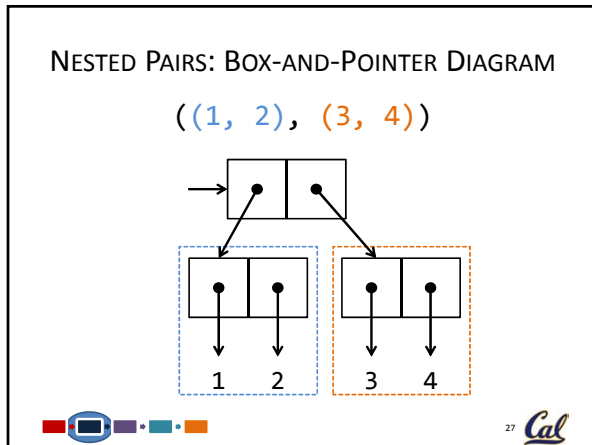 NESTED PAIRS: BOX-AND-POINTER DIAGRAM
((1, 2), (3, 4))
1 2 3 4
27 Cal